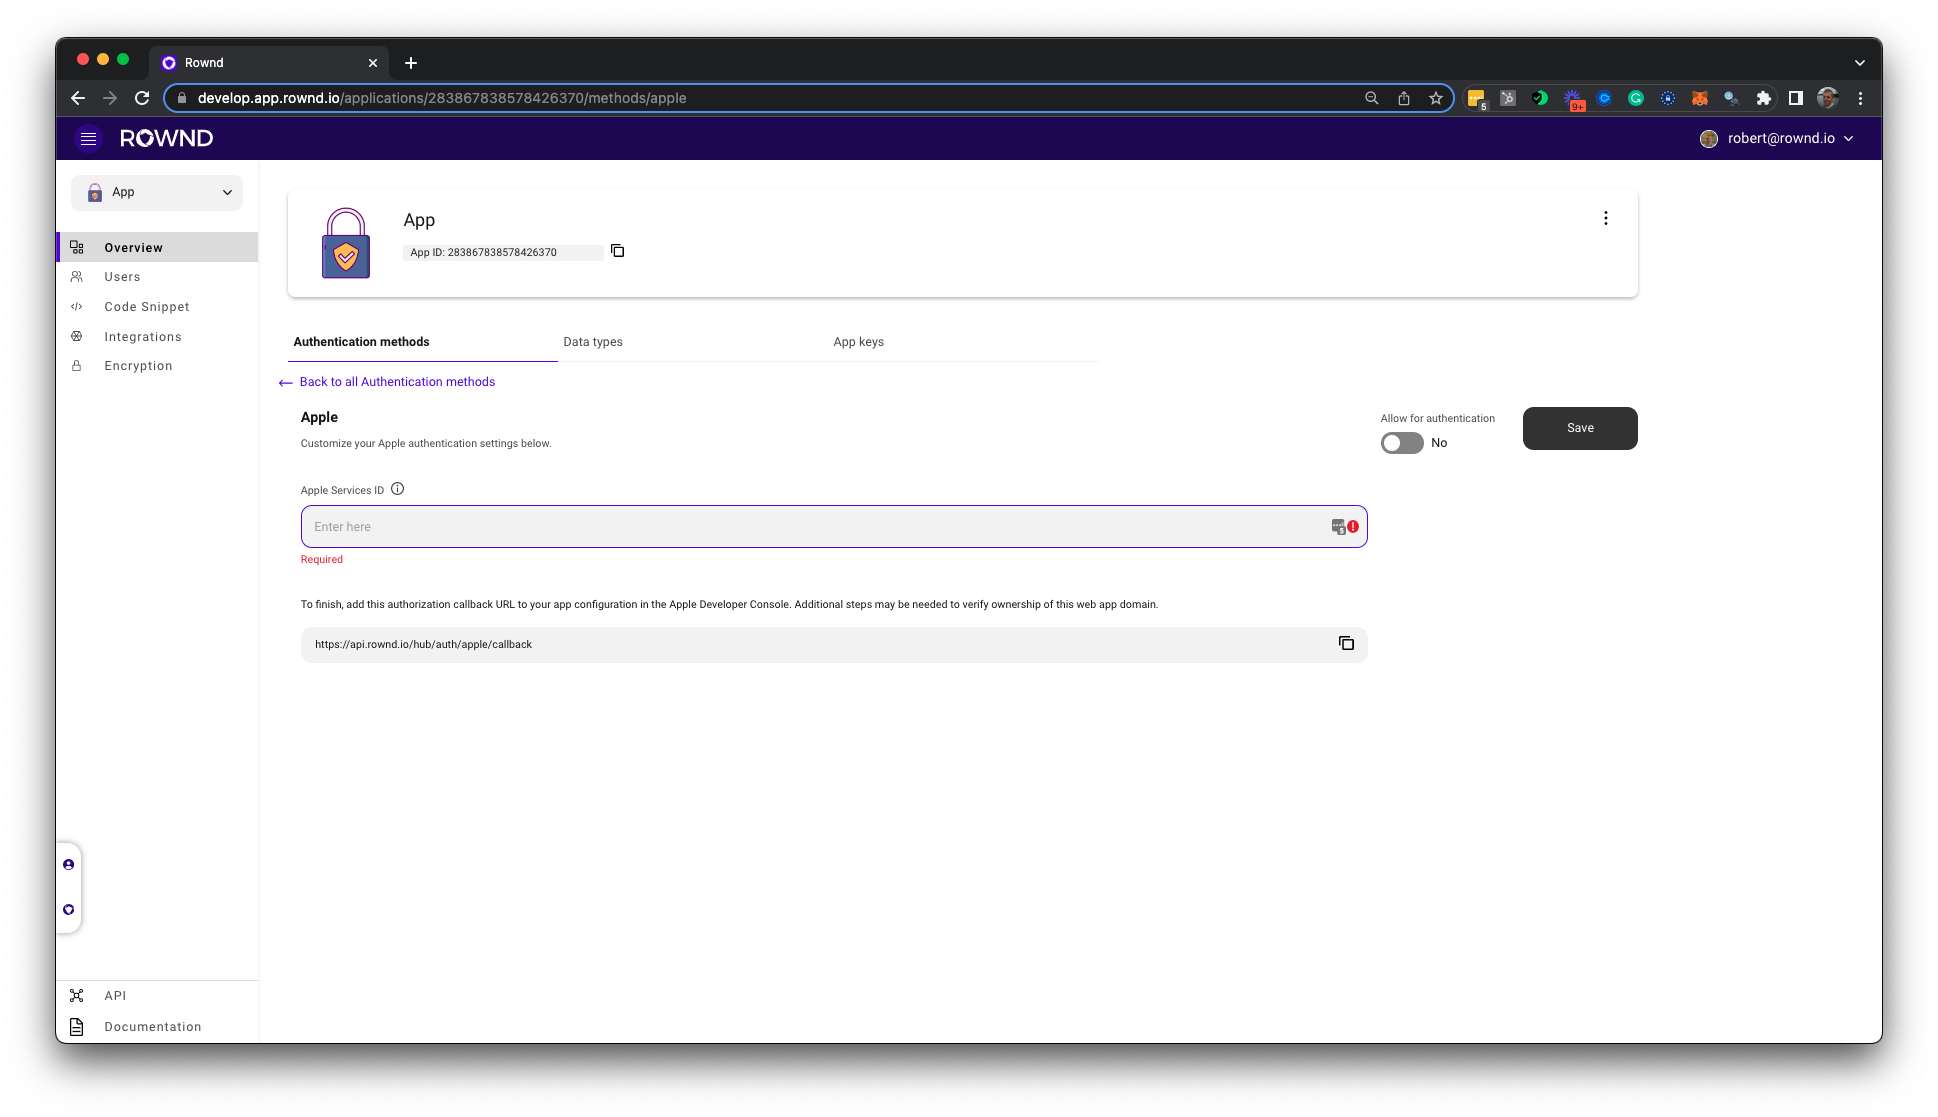 Rownd
develop.app.rownd.io/applications/283867838578426370/methods/apple
5
9+
ROWND
robert@rownd.io
App
Overview
Users
Code Snippet
Integrations
Encryption
App
App ID: 283867838578426370
Authentication methods
Data types
App keys
Back to all Authentication methods
Apple
Customize your Apple authentication settings below.
Allow for authentication
No
Save
Apple Services ID
Enter here
Required
To finish, add this authorization callback URL to your app configuration in the Apple Developer Console. Additional steps may be needed to verify ownership of this web app domain.
https://api.rownd.io/hub/auth/apple/callback
API
Documentation